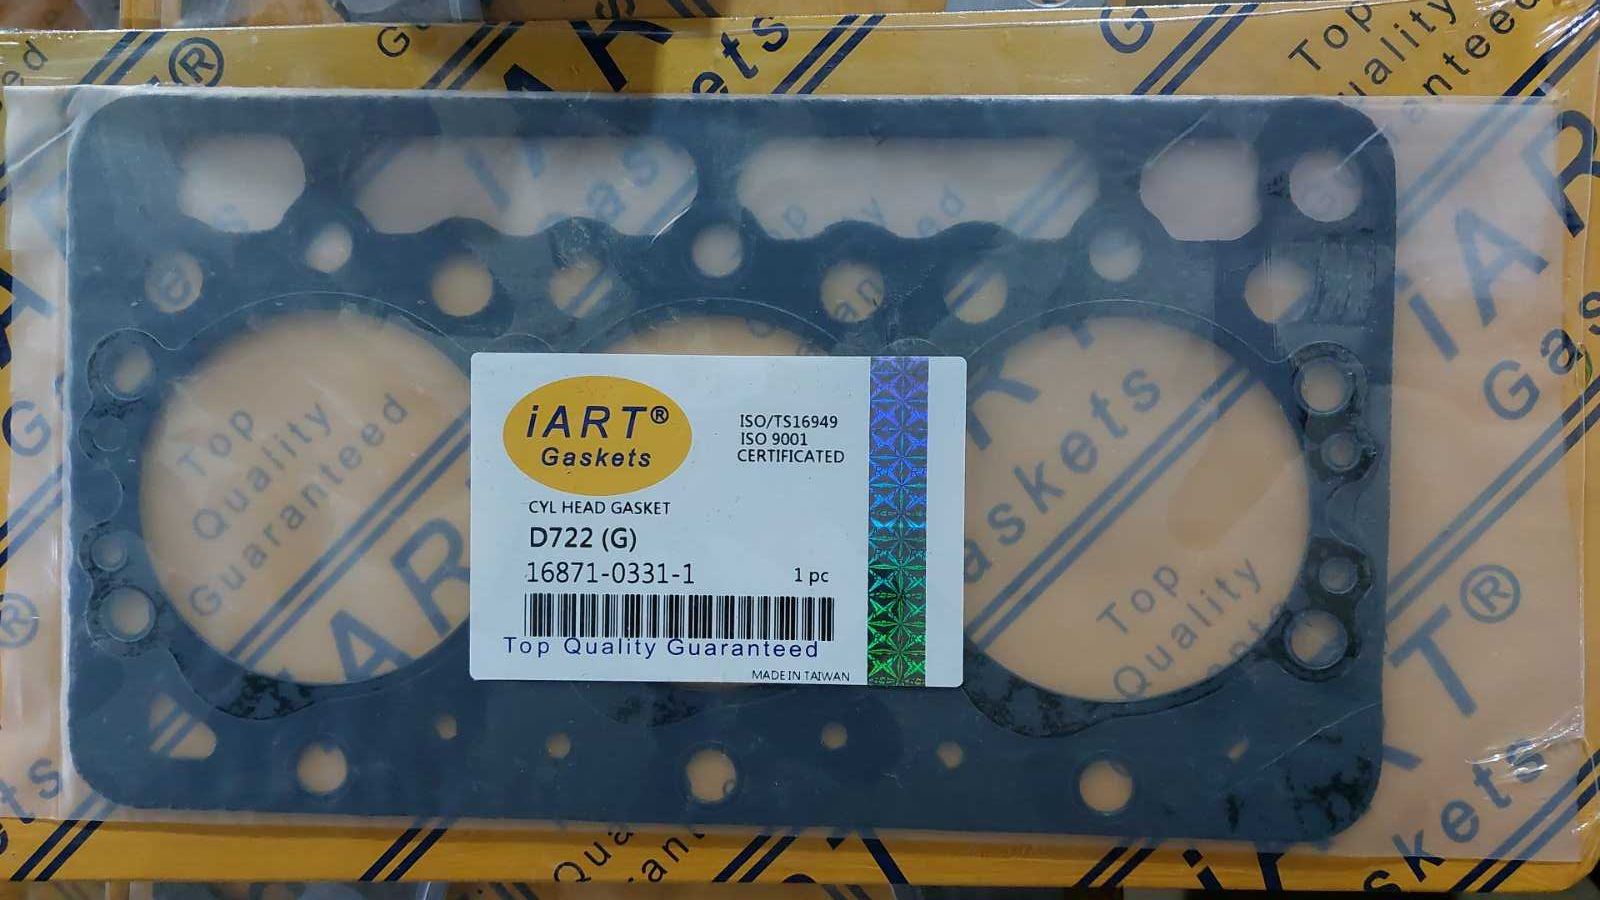 iART®
Gaskets
ISO/TS16949
ISO 9001
CERTIFICATED
CYL HEAD GASKET
D722 (G)
16871-0331-1
1 pc
Top Quality Guaranteed
MADE IN TAIWAN
Top
Quality
Guaranteed
iART
Gaskets
Top
Quality